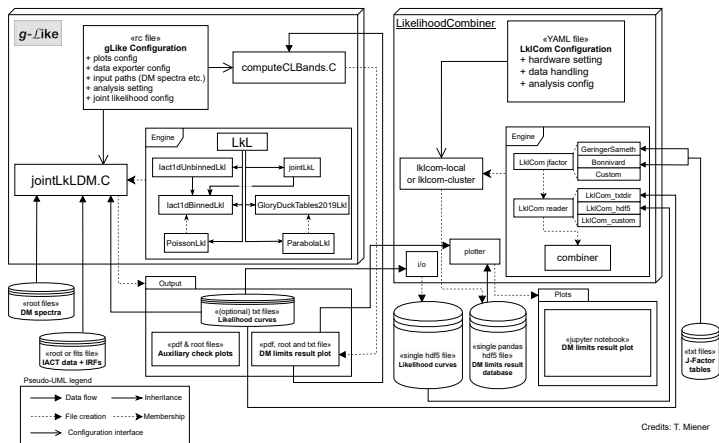 g-Like
«rc file»
gLike Configuration
+ plots config
+ data exporter config
+ input paths (DM spectra etc.)
+ analysis setting
+ joint likelihood config
computeCLBands.C
jointLkLDM.C
Engine
LkL
Iact1dUnbinnedLkl
jointLkL
Iact1dBinnedLkl
GloryDuckTables2019Lkl
PoissonLkl
ParabolaLkl
LikelihoodCombiner
«YAML file»
LklCom Configuration
+ hardware setting
+ data handling
+ analysis config
lklcom-local
or lklcom-cluster
Engine
LklCom jfactor
GeringerSameth
Bonnivard
Custom
LklCom reader
LklCom_txtdir
LklCom_hdf5
LklCom_custom
combiner
i/o
plotter
«root files»
DM spectra
«root or fits file»
IACT data + IRFs
Output
«(optional) txt files»
Likelihood curves
«pdf & root files»
Auxiliary check plots
«pdf, root and txt file»
DM limits result plot
«single hdf5 file»
Likelihood curves
«single pandas
hdf5 file»
DM limits result
database
Plots
«jupyter notebook»
DM limits result plot
«txt files»
J-Factor
tables
Pseudo-UML legend
Data flow
Inheritance
File creation
Membership
Configuration interface
Credits: T. Miener